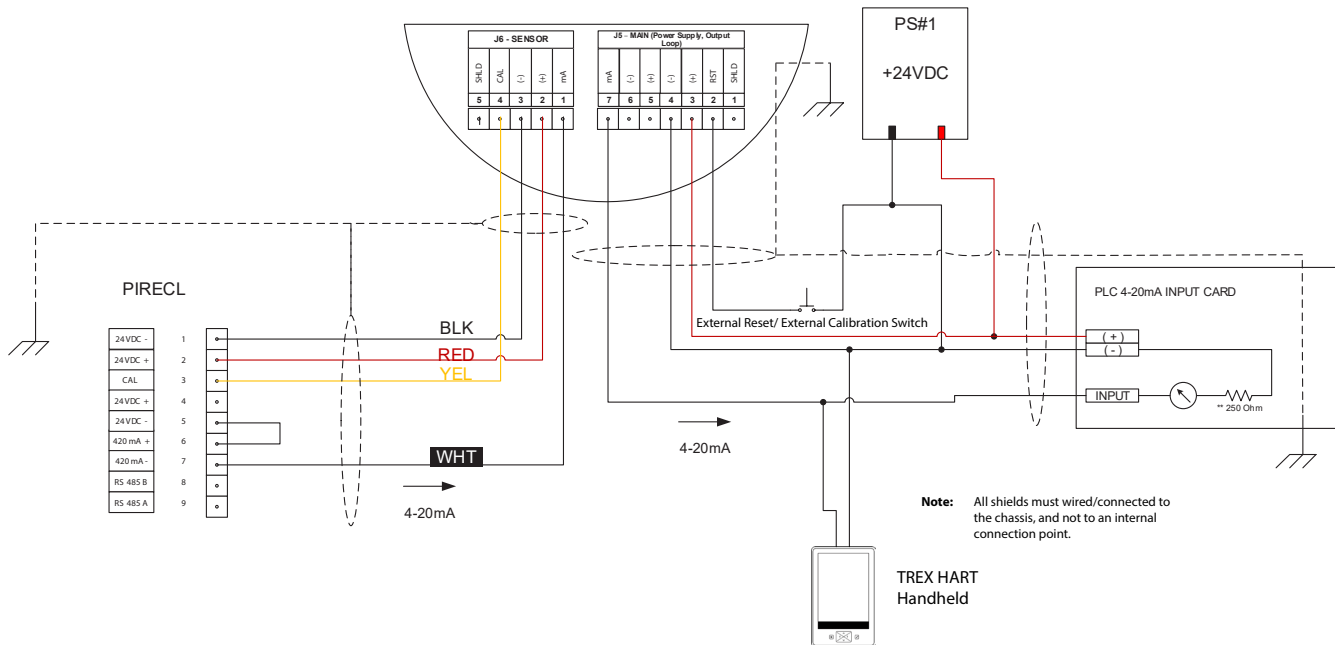 PS#1
+24VDC
J6 - SENSOR
SHLD
CAL
(-)
(+)
mA
5 4 3 2 1
J5 – MAIN (Power Supply, Output
Loop)
mA
(-)
(+)
(-)
(+)
RST
SHLD
7 6 5 4 3 2 1
PIRECL
24VDC - 1
24VDC + 2
CAL 3
24VDC + 4
24VDC - 5
420 mA + 6
420 mA - 7
RS 485 B 8
RS 485 A 9
BLK
RED
YEL
WHT
4-20mA
External Reset/ External Calibration Switch
4-20mA
PLC 4-20mA INPUT CARD
(+)
(-)
INPUT
** 250 Ohm
Note: All shields must wired/connected to
the chassis, and not to an internal
connection point.
TREX HART
Handheld